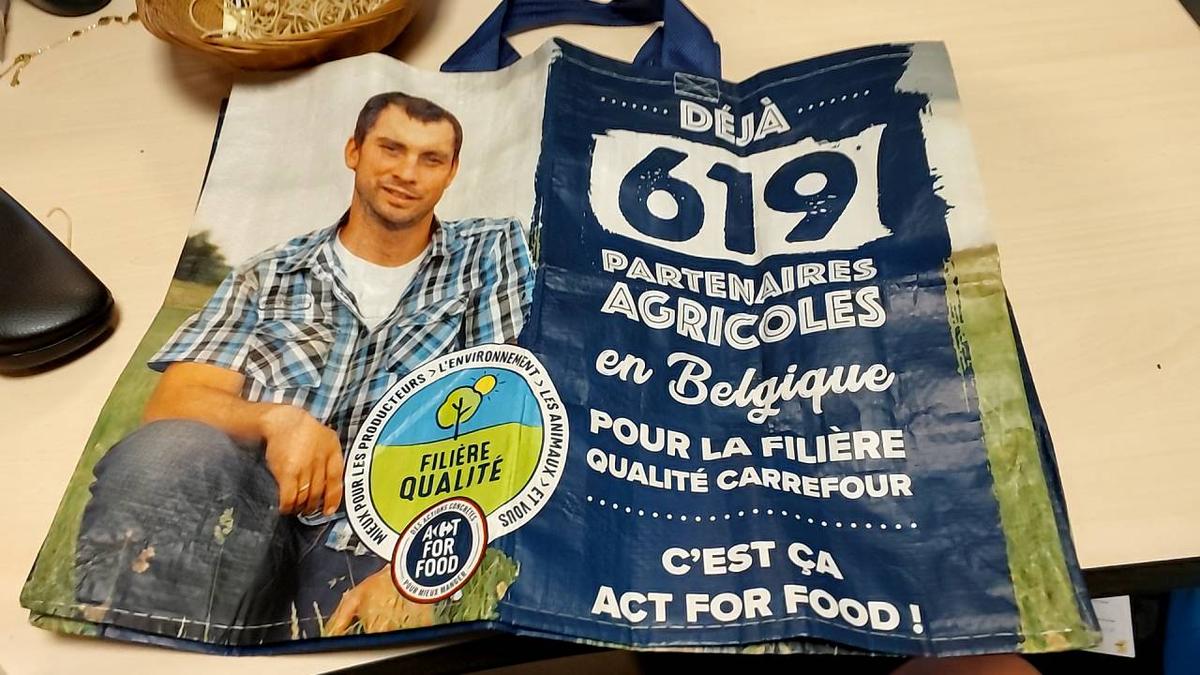 DÉJÀ
619
PARTENAIRES
AGRICOLES
en Belgique
POUR LA FILIÈRE
QUALITÉ CARREFOUR
C'EST ÇA
ACT FOR FOOD !
MIEUX POUR LES PRODUCTEURS > L'ENVIRONNEMENT > LES ANIMAUX > ET VOUS
FILIÈRE
QUALITÉ
DES ACTIONS CONCRÈTES
ACT
FOR
FOOD
POUR MIEUX MANGER